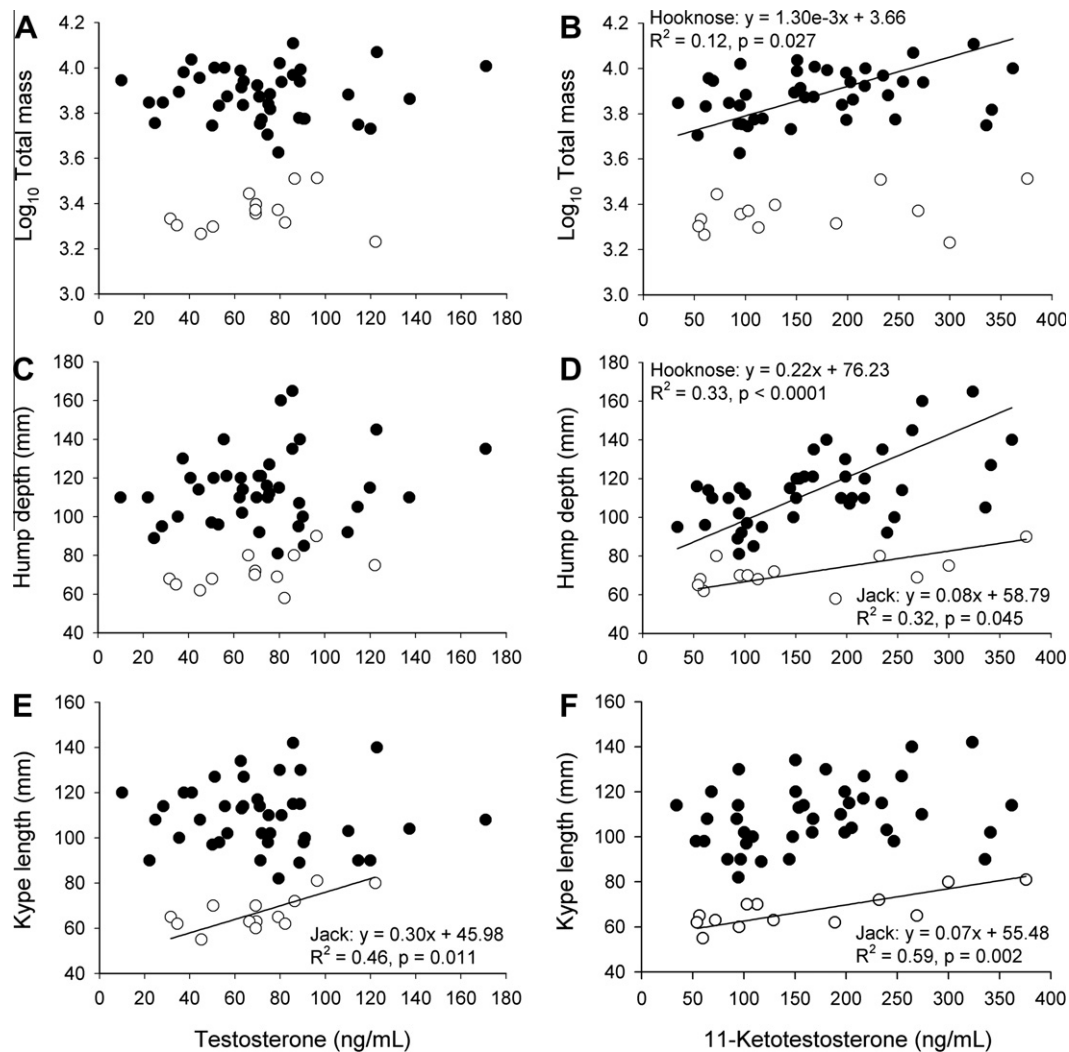 A
4.2
4.0
3.8
3.6
3.4
3.2
3.0
Log10 Total mass
0 20 40 60 80 100 120 140 160 180
B
Hooknose: y = 1.30e-3x + 3.66
R2 = 0.12, p = 0.027
4.2
4.0
3.8
3.6
3.4
3.2
3.0
Log10 Total mass
0 50 100 150 200 250 300 350 400
C
180
160
140
120
100
80
60
40
Hump depth (mm)
0 20 40 60 80 100 120 140 160 180
D
Hooknose: y = 0.22x + 76.23
R2 = 0.33, p < 0.0001
180
160
140
120
100
80
60
40
Hump depth (mm)
Jack: y = 0.08x + 58.79
R2 = 0.32, p = 0.045
0 50 100 150 200 250 300 350 400
E
160
140
120
100
80
60
40
Kype length (mm)
Jack: y = 0.30x + 45.98
R2 = 0.46, p = 0.011
0 20 40 60 80 100 120 140 160 180
Testosterone (ng/mL)
F
160
140
120
100
80
60
40
Kype length (mm)
Jack: y = 0.07x + 55.48
R2 = 0.59, p = 0.002
0 50 100 150 200 250 300 350 400
11-Ketotestosterone (ng/mL)